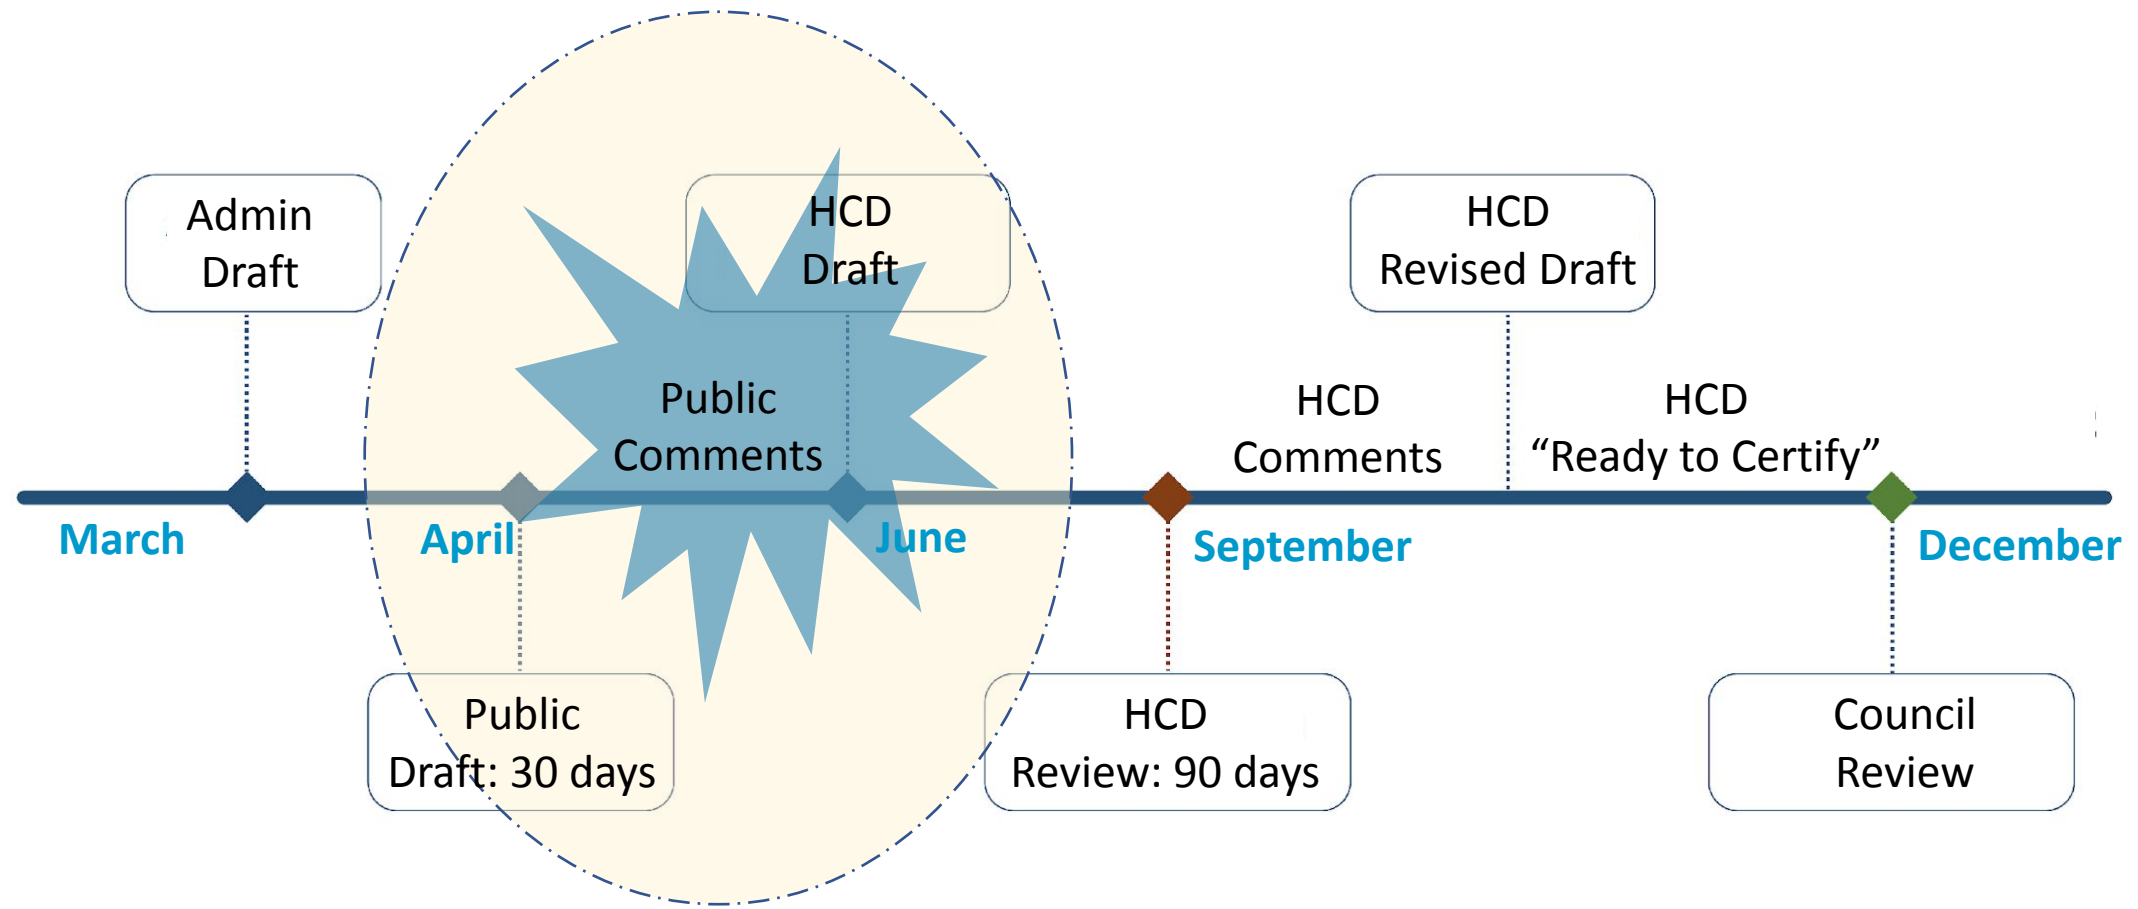 Admin
Draft
HCD
Draft
HCD
Revised Draft
Public
Comments
HCD
Comments
HCD
“Ready to Certify”
March
April
June
September
December
Public
Draft: 30 days
HCD
Review: 90 days
Council
Review